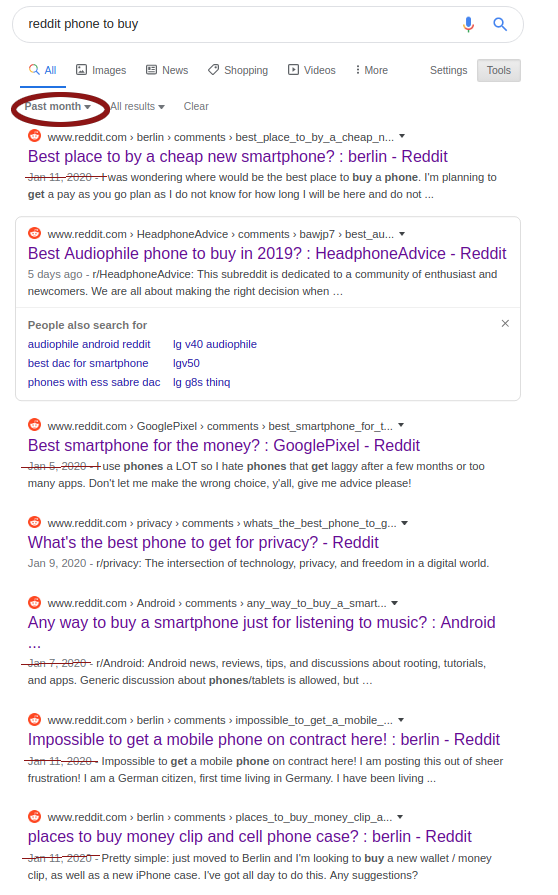 reddit phone to buy
All Images News Shopping Videos More Settings Tools
Past month All results Clear
www.reddit.com › berlin › comments › best_place_to_by_a_cheap_n...
Best place to by a cheap new smartphone? : berlin - Reddit
Jan 11, 2020 - I was wondering where would be the best place to buy a phone. I'm planning to
get a pay as you go plan as I do not know for how long I will be here and do not ...
www.reddit.com › HeadphoneAdvice › comments › bawjp7 › best_au...
Best Audiophile phone to buy in 2019? : HeadphoneAdvice - Reddit
5 days ago - r/HeadphoneAdvice: This subreddit is dedicated to a community of enthusiast and
newcomers. We are all about making the right decision when …
People also search for
audiophile android reddit lg v40 audiophile
best dac for smartphone lgv50
phones with ess sabre dac lg g8s thinq
www.reddit.com › GooglePixel › comments › best_smartphone_for_t...
Best smartphone for the money? : GooglePixel - Reddit
Jan 5, 2020 - I use phones a LOT so I hate phones that get laggy after a few months or too
many apps. Don't let me make the wrong choice, y'all, give me advice please!
www.reddit.com › privacy › comments › whats_the_best_phone_to_g...
What's the best phone to get for privacy? - Reddit
Jan 9, 2020 - r/privacy: The intersection of technology, privacy, and freedom in a digital world.
www.reddit.com › Android › comments › any_way_to_buy_a_smart...
Any way to buy a smartphone just for listening to music? : Android
...
Jan 7, 2020 - r/Android: Android news, reviews, tips, and discussions about rooting, tutorials,
and apps. Generic discussion about phones/tablets is allowed, but …
www.reddit.com › berlin › comments › impossible_to_get_a_mobile_...
Impossible to get a mobile phone on contract here! : berlin - Reddit
Jan 11, 2020 - Impossible to get a mobile phone on contract here! I am posting this out of sheer
frustration! I am a German citizen, first time living in Germany. I have been living ...
www.reddit.com › berlin › comments › places_to_buy_money_clip_a...
places to buy money clip and cell phone case? : berlin - Reddit
Jan 11, 2020 - Pretty simple: just moved to Berlin and I'm looking to buy a new wallet / money
clip, as well as a new iPhone case. I've got all day to do this. Any suggestions?